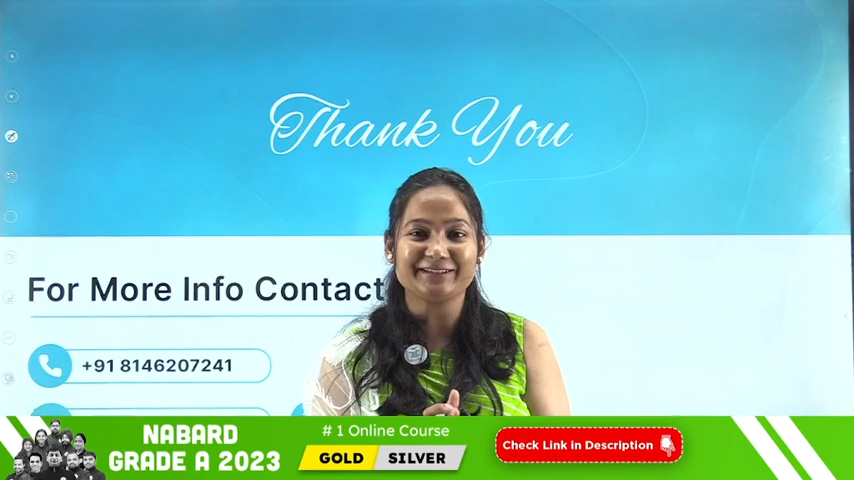 Thank You
For More Info Contact
+91 8146207241
NABARD
GRADE A 2023
# 1 Online Course
GOLD SILVER
Check Link in Description